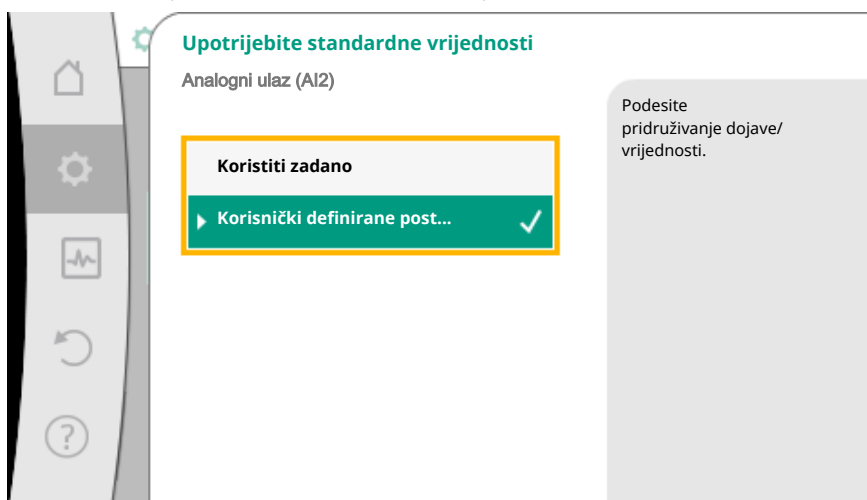 Upotrijebite standardne vrijednosti
Analogni ulaz (AI2)
Koristiti zadano
Korisnički definirane post...
Podesite
pridruživanje dojave/
vrijednosti.
?